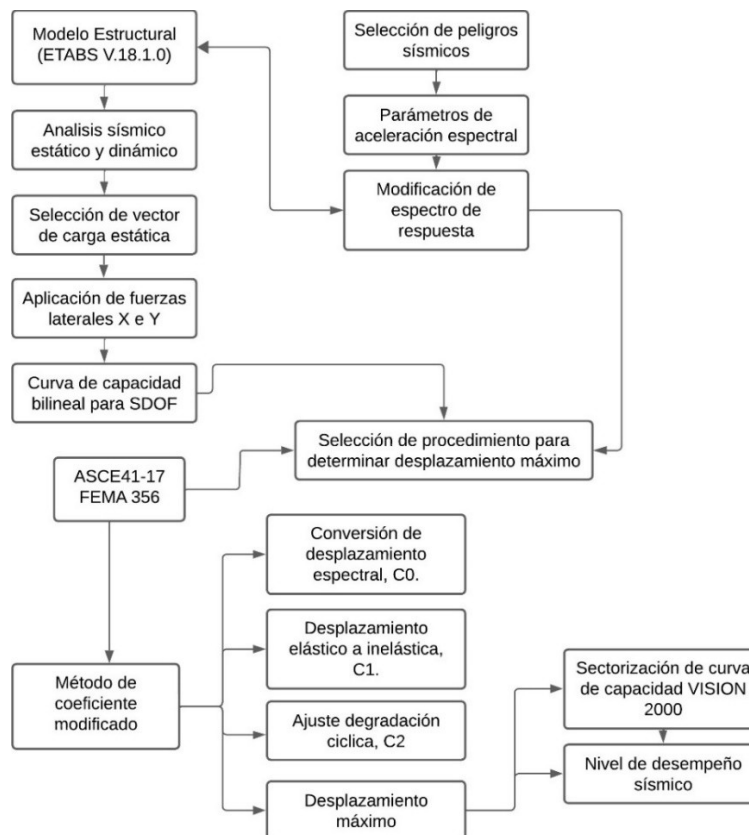 Modelo Estructural
(ETABS V.18.1.0)
Selección de peligros
sísmicos
Analisis sísmico
estático y dinámico
Parámetros de
aceleración espectral
Selección de vector
de carga estática
Modificación de
espectro de
respuesta
Aplicación de fuerzas
laterales X e Y
Curva de capacidad
bilineal para SDOF
Selección de procedimiento para
determinar desplazamiento máximo
ASCE41-17
FEMA 356
Conversión de
desplazamiento
espectral, C0.
Desplazamiento
elástico a inelástica,
C1.
Método de
coeficiente
modificado
Ajuste degradación
ciclica, C2
Desplazamiento
máximo
Sectorización de curva
de capacidad VISION
2000
Nivel de desempeño
sísmico